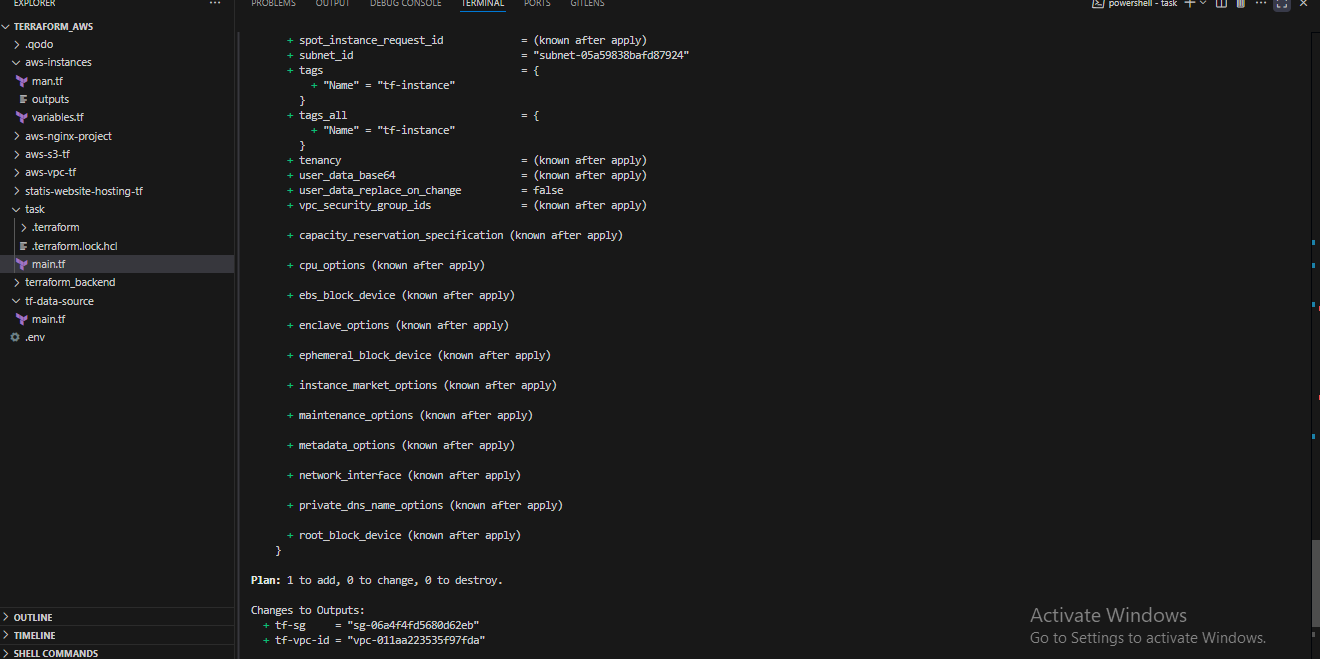 EXPLORER
TERRAFORM_AWS
.qodo
aws-instances
man.tf
outputs
variables.tf
aws-nginx-project
aws-s3-tf
aws-vpc-tf
statis-website-hosting-tf
task
.terraform
.terraform.lock.hcl
main.tf
terraform_backend
tf-data-source
main.tf
.env
OUTLINE
TIMELINE
SHELL COMMANDS
PROBLEMS OUTPUT DEBUG CONSOLE TERMINAL PORTS GITLENS
powershell - task
+ spot_instance_request_id = (known after apply)
+ subnet_id = "subnet-05a59838bafd87924"
+ tags = {
+ "Name" = "tf-instance"
}
+ tags_all = {
+ "Name" = "tf-instance"
}
+ tenancy = (known after apply)
+ user_data_base64 = (known after apply)
+ user_data_replace_on_change = false
+ vpc_security_group_ids = (known after apply)
+ capacity_reservation_specification (known after apply)
+ cpu_options (known after apply)
+ ebs_block_device (known after apply)
+ enclave_options (known after apply)
+ ephemeral_block_device (known after apply)
+ instance_market_options (known after apply)
+ maintenance_options (known after apply)
+ metadata_options (known after apply)
+ network_interface (known after apply)
+ private_dns_name_options (known after apply)
+ root_block_device (known after apply)
}
Plan: 1 to add, 0 to change, 0 to destroy.
Changes to Outputs:
+ tf-sg = "sg-06a4f4fd5680d62eb"
+ tf-vpc-id = "vpc-011aa223535f97fda"
Activate Windows
Go to Settings to activate Windows.